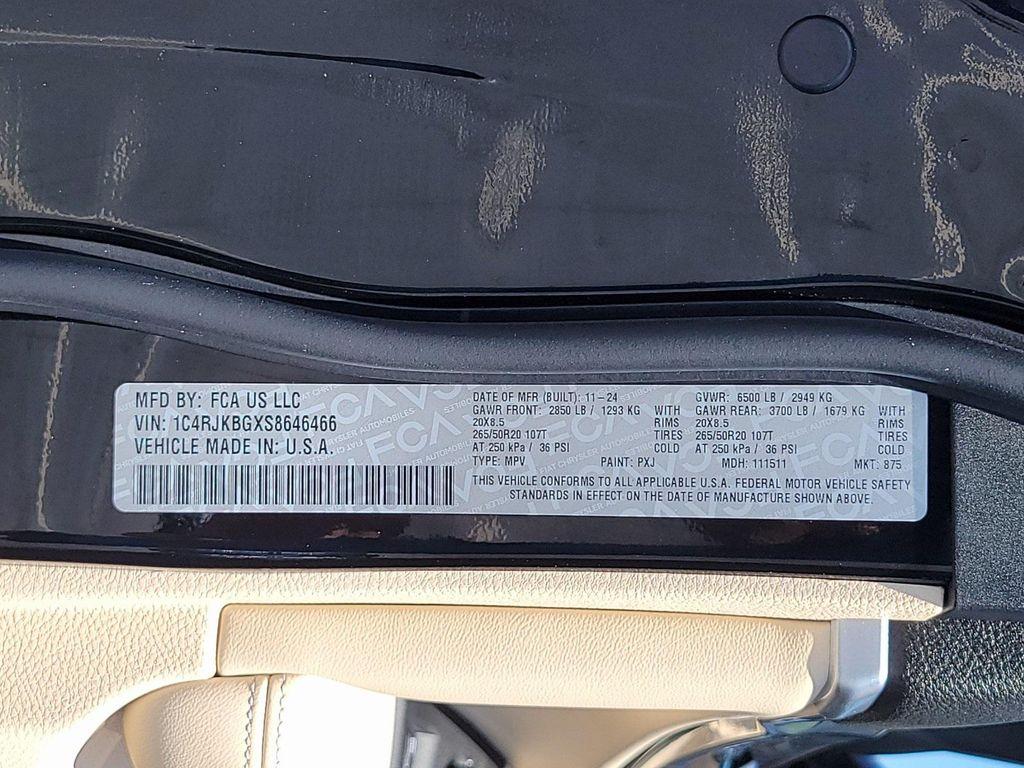 MFD BY: FCA US LLC
VIN: 1C4RJKBGXS8646466
VEHICLE MADE IN: U.S.A.
DATE OF MFR (BUILT): 11-24 GVWR: 6500 LB / 2949 KG
GAWR FRONT: 2850 LB / 1293 KG WITH GAWR REAR: 3700 LB / 1679 KG WITH
20X8.5 RIMS 20X8.5 RIMS
265/50R20 107T TIRES 265/50R20 107T TIRES
AT 250 kPa / 36 PSI COLD AT 250 kPa / 36 PSI COLD
TYPE: MPV PAINT: PXJ MDH: 111511 MKT: 875
THIS VEHICLE CONFORMS TO ALL APPLICABLE U.S.A. FEDERAL MOTOR VEHICLE SAFETY
STANDARDS IN EFFECT ON THE DATE OF MANUFACTURE SHOWN ABOVE.